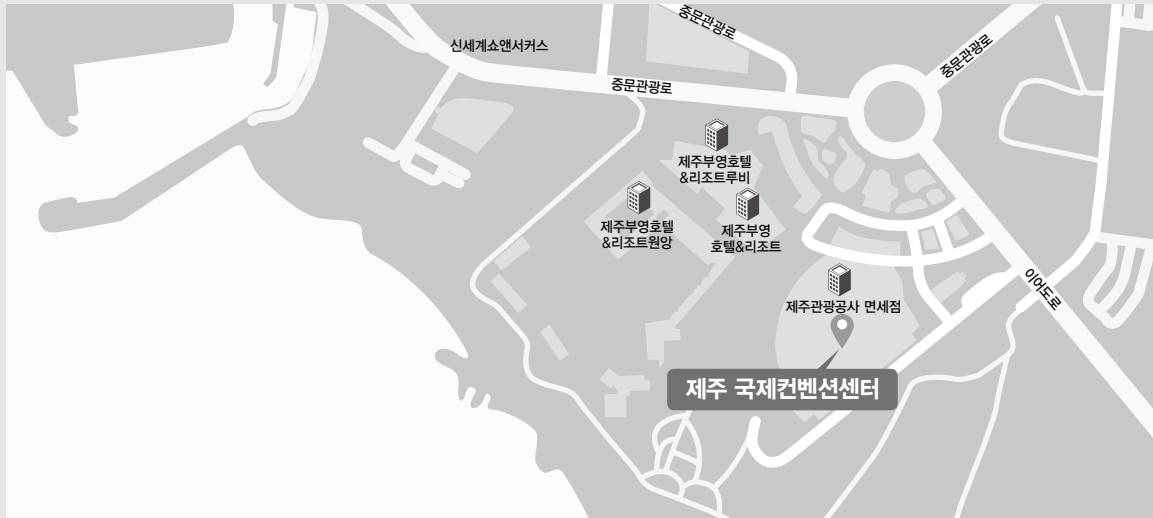 중문관광로
신세계쇼앤서커스
중문관광로
중문관광로
제주부영호텔
&리조트루비
제주부영호텔
&리조트원앙
제주부영
호텔&리조트
이어도로
제주관광공사 면세점
제주 국제컨벤션센터